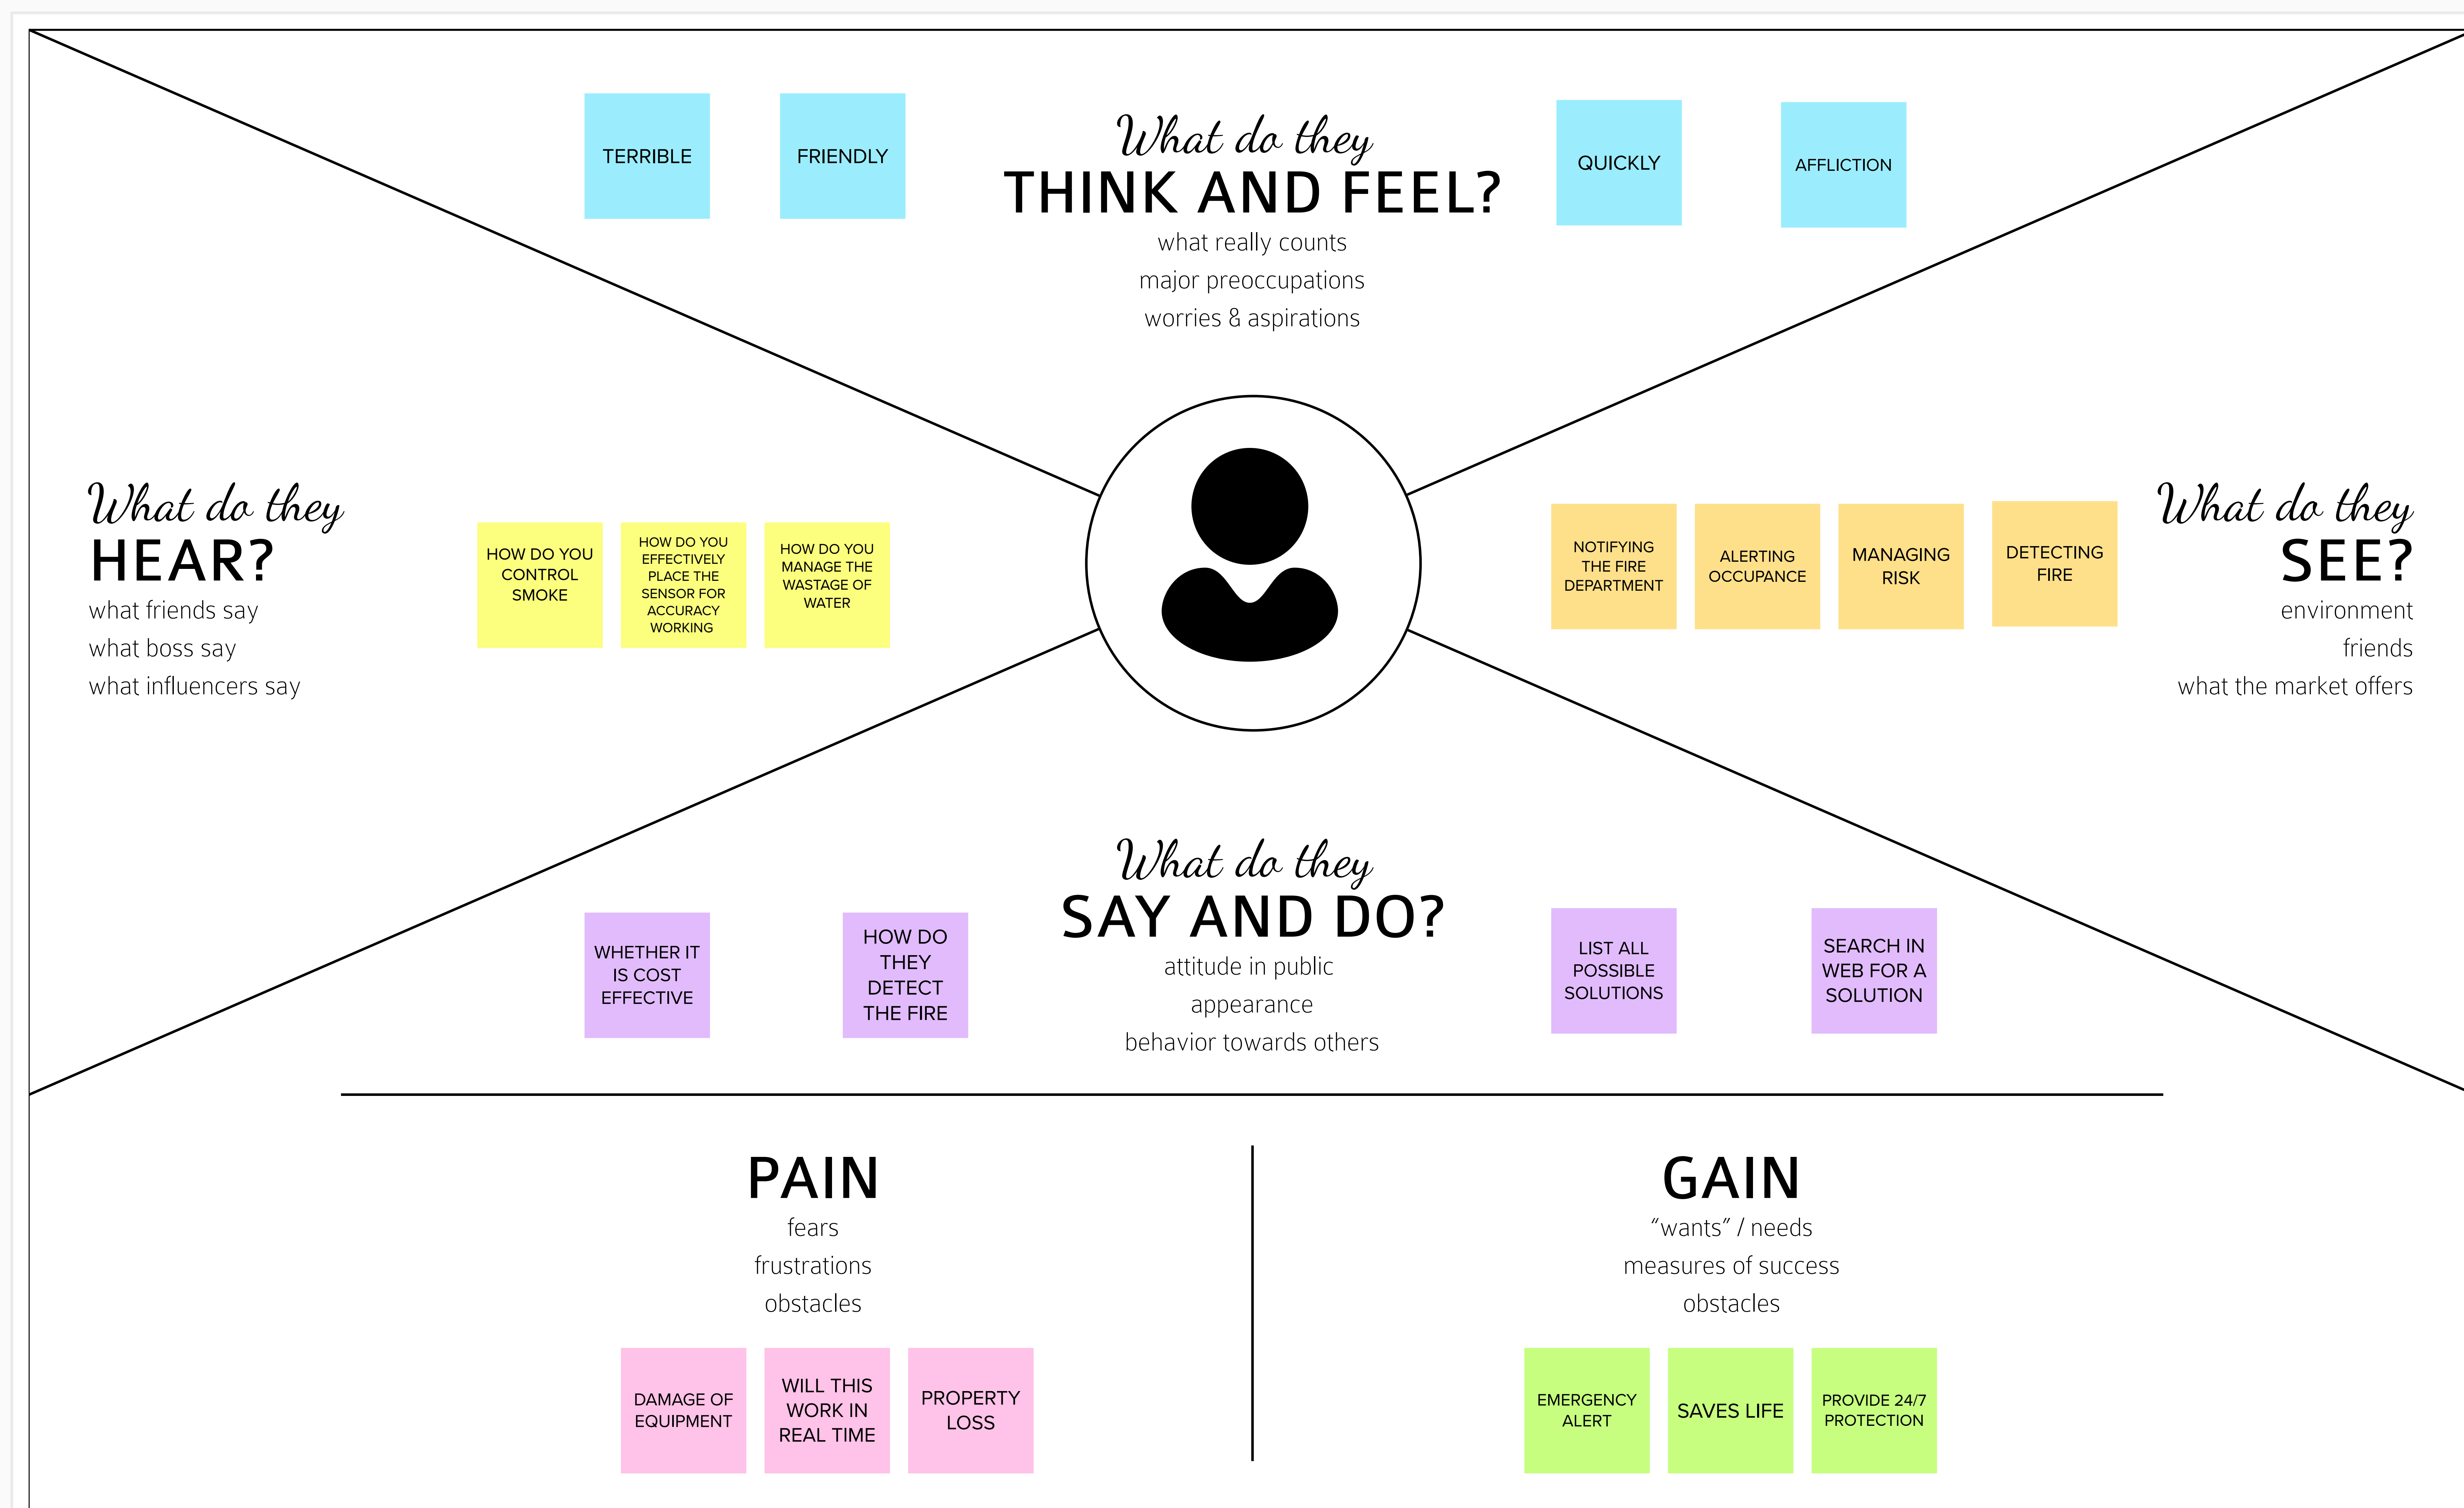 TERRIBLE
FRIENDLY
What do they
THINK AND FEEL?
what really counts
major preoccupations
worries & aspirations
QUICKLY
AFFLICTION
What do they
HEAR?
what friends say
what boss say
what influencers say
HOW DO YOU
CONTROL
SMOKE
HOW DO YOU
EFFECTIVELY
PLACE THE
SENSOR FOR
ACCURACY
WORKING
HOW DO YOU
MANAGE THE
WASTAGE OF
WATER
NOTIFYING
THE FIRE
DEPARTMENT
ALERTING
OCCUPANCE
MANAGING
RISK
DETECTING
FIRE
What do they
SEE?
environment
friends
what the market offers
WHETHER IT
IS COST
EFFECTIVE
HOW DO
THEY
DETECT
THE FIRE
What do they
SAY AND DO?
attitude in public
appearance
behavior towards others
LIST ALL
POSSIBLE
SOLUTIONS
SEARCH IN
WEB FOR A
SOLUTION
PAIN
fears
frustrations
obstacles
DAMAGE OF
EQUIPMENT
WILL THIS
WORK IN
REAL TIME
PROPERTY
LOSS
GAIN
“wants” / needs
measures of success
obstacles
EMERGENCY
ALERT
SAVES LIFE
PROVIDE 24/7
PROTECTION